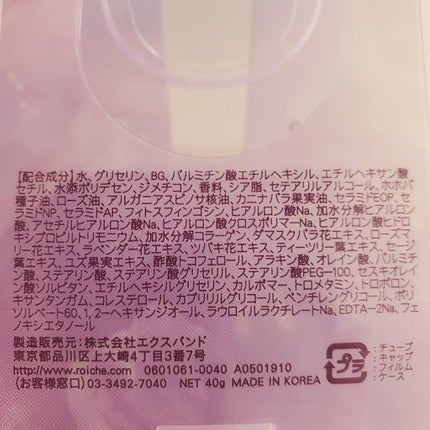 【配合成分】水、グリセリン、BG、パルミチン酸エチルヘキシル、エチルヘキサン酸
セチル、水添ポリデセン、ジメチコン、香料、シア脂、セテアリルアルコール、ホホバ
種子油、ローズ油、アルガニアスピノサ核油、カニナバラ果実油、セラミドEOP、セ
ラミドNP、セラミドAP、フィトスフィンゴシン、ヒアルロン酸Na、加水分解ヒアルロン
酸、アセチルヒアルロン酸Na、ヒアルロン酸クロスポリマーNa、ヒアルロン酸ヒドロ
キシプロピルトリモニウム、加水分解コラーゲン、ダマスクバラ花エキス、ローズマ
リー花エキス、ラベンダー花エキス、ツバキ花エキス、ティーツリー葉エキス、セージ
葉エキス、ユズ果実エキス、酢酸トコフェロール、アラキン酸、オレイン酸、パルミチン
酸、ステアリン酸、ステアリン酸グリセリル、ステアリン酸PEG-100、セスキオレイ
ン酸ソルビタン、エチルヘキシルグリセリン、カルボマー、トロメタミン、トロポロン、
キサンタンガム、コレステロール、カプリリルグリコール、ペンチレングリコール、ポリ
ソルベート60、1,2-ヘキサンジオール、ラウロイルラクチレートNa、EDTA-2Na、フェ
ノキシエタノール
製造販売元:株式会社エクスパンド
東京都品川区上大崎4丁目3番7号
http://www.roiche.com 0601061-0040 A0501910
(お客様窓口)03-3492-7040 NET 40g MADE IN KOREA
プラ
:チューブ
:キャップ
:フィルム
:ケース